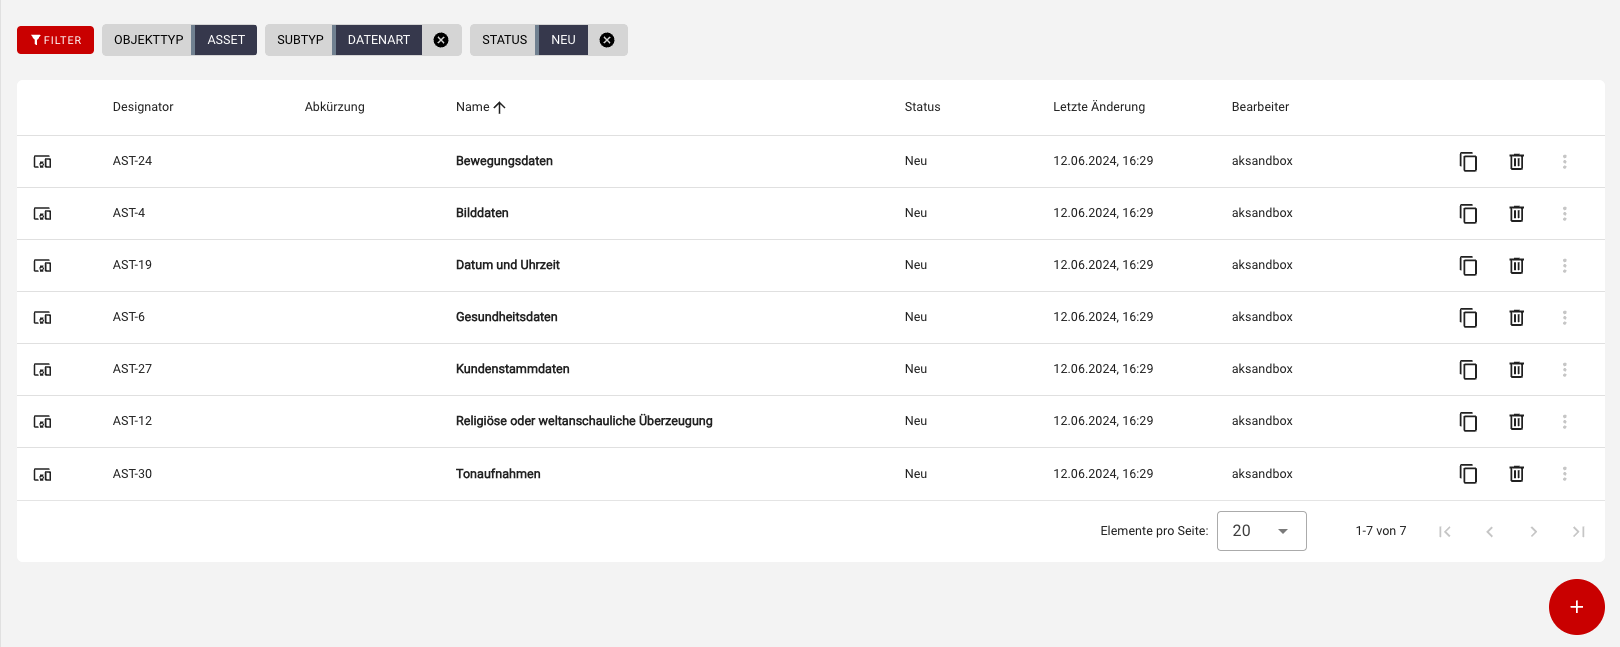 FILTER OBJEKTTYP ASSET SUBTYP DATENART STATUS NEU
Designator Abkürzung Name Status Letzte Änderung Bearbeiter
AST-24 Bewegungsdaten Neu 12.06.2024, 16:29 aksandbox
AST-4 Bilddaten Neu 12.06.2024, 16:29 aksandbox
AST-19 Datum und Uhrzeit Neu 12.06.2024, 16:29 aksandbox
AST-6 Gesundheitsdaten Neu 12.06.2024, 16:29 aksandbox
AST-27 Kundenstammdaten Neu 12.06.2024, 16:29 aksandbox
AST-12 Religiöse oder weltanschauliche Überzeugung Neu 12.06.2024, 16:29 aksandbox
AST-30 Tonaufnahmen Neu 12.06.2024, 16:29 aksandbox
Elemente pro Seite: 20 1-7 von 7